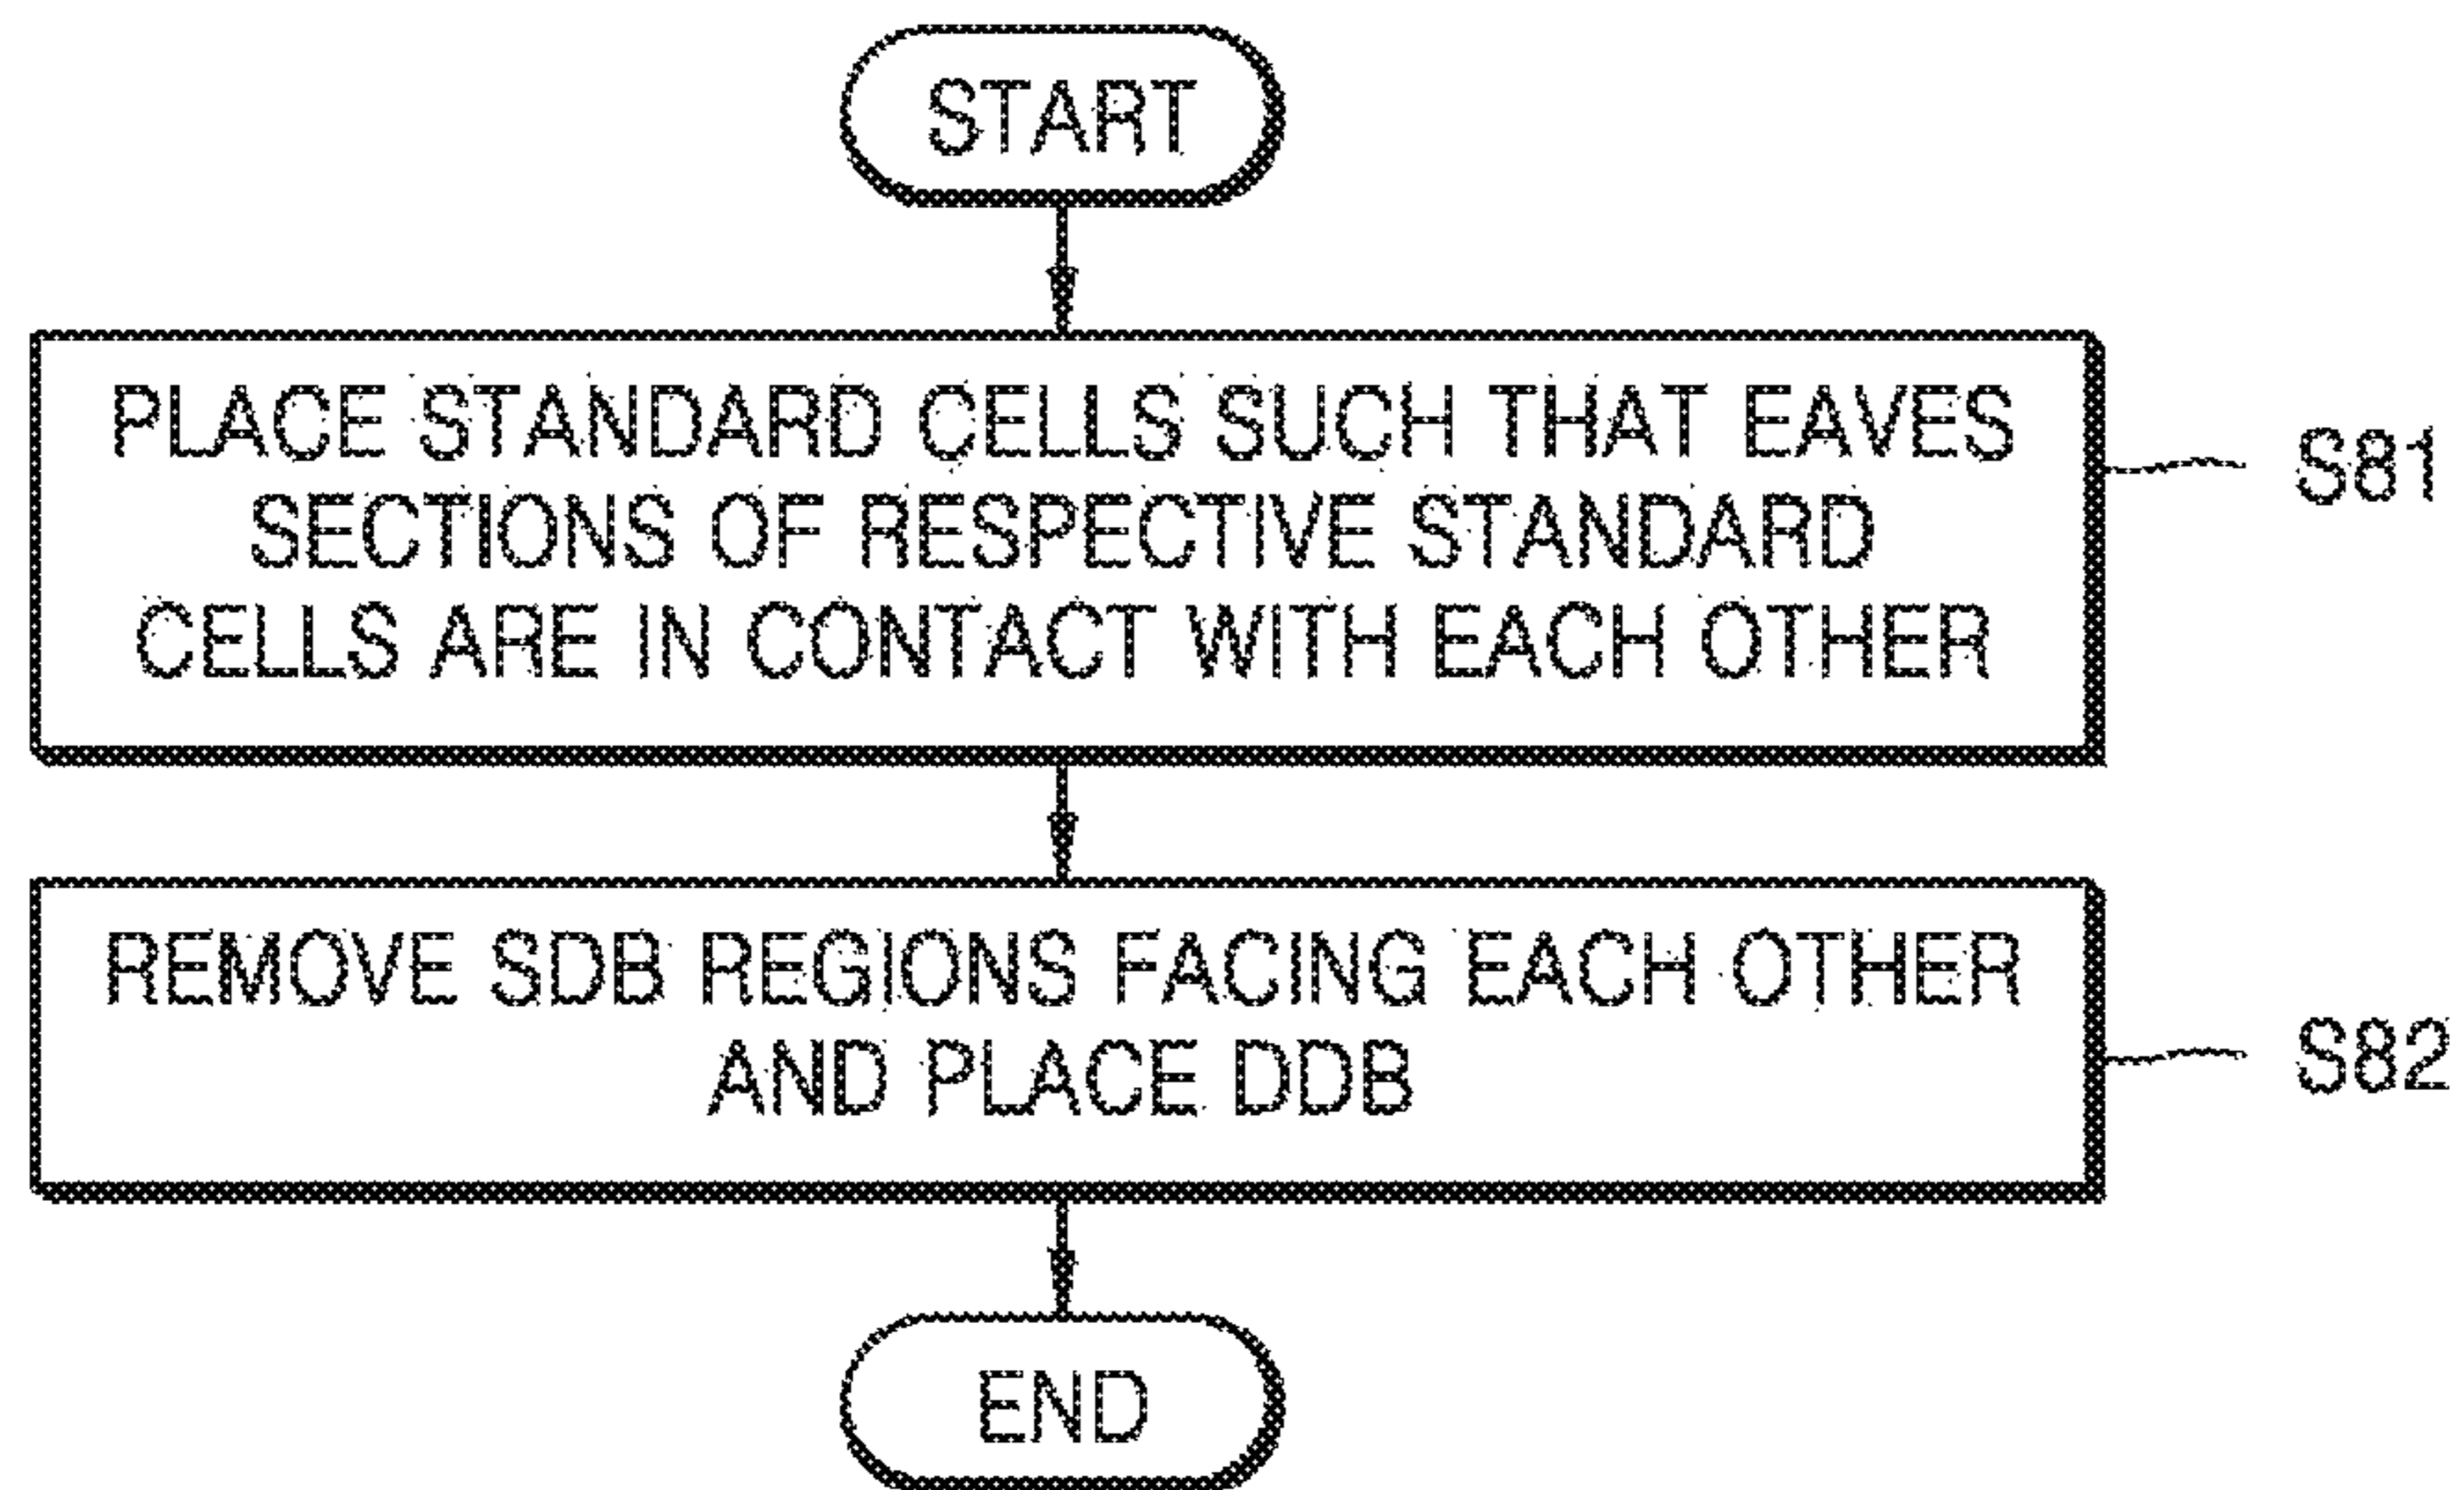 START
PLACE STANDARD CELLS SUCH THAT EAVES
SECTIONS OF RESPECTIVE STANDARD
CELLS ARE IN CONTACT WITH EACH OTHER
S81
REMOVE SDB REGIONS FACING EACH OTHER
AND PLACE DDB
S82
END